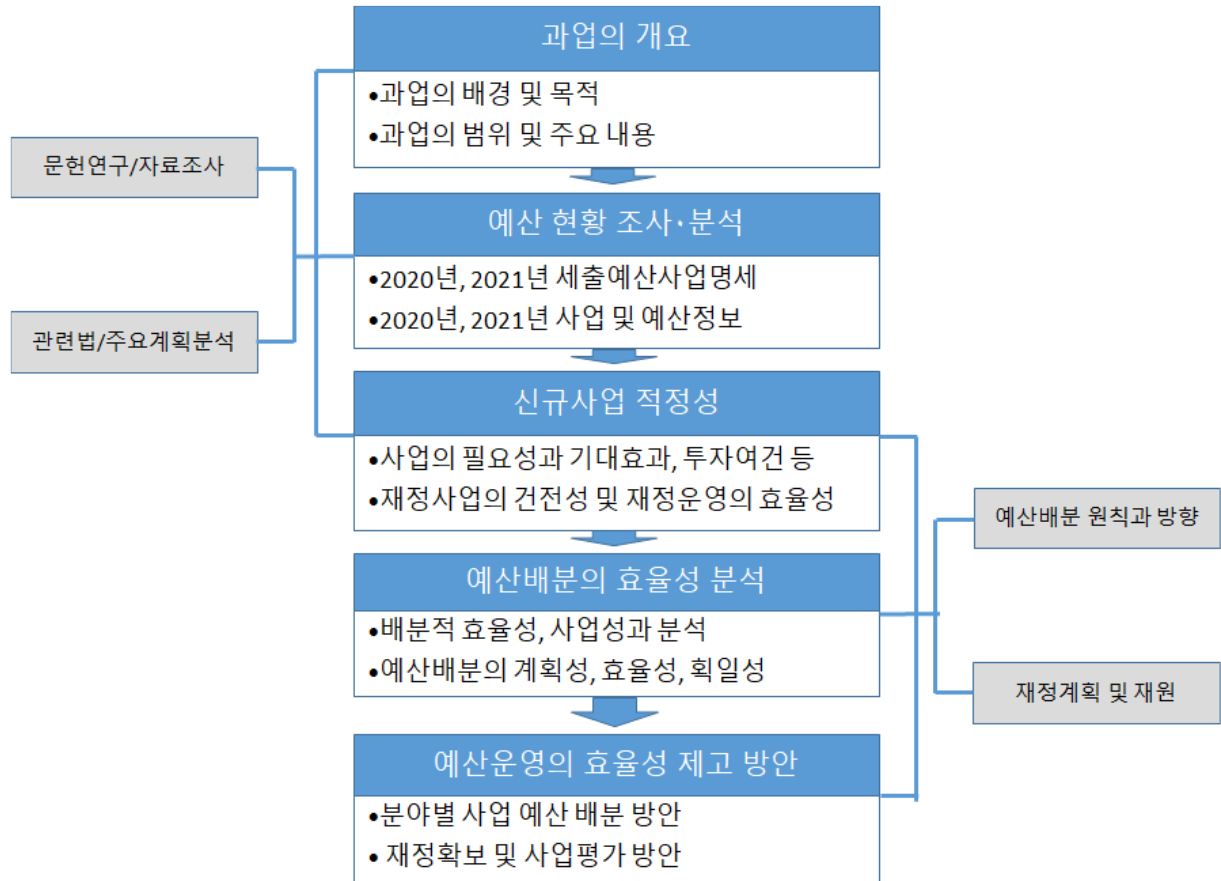 과업의 개요
•과업의 배경 및 목적
•과업의 범위 및 주요 내용
문헌연구/자료조사
예산 현황 조사·분석
•2020년, 2021년 세출예산사업명세
•2020년, 2021년 사업 및 예산정보
관련법/주요계획분석
신규사업 적정성
•사업의 필요성과 기대효과, 투자여건 등
•재정사업의 건전성 및 재정운영의 효율성
예산배분 원칙과 방향
예산배분의 효율성 분석
•배분적 효율성, 사업성과 분석
•예산배분의 계획성, 효율성, 획일성
재정계획 및 재원
예산운영의 효율성 제고 방안
•분야별 사업 예산 배분 방안
• 재정확보 및 사업평가 방안